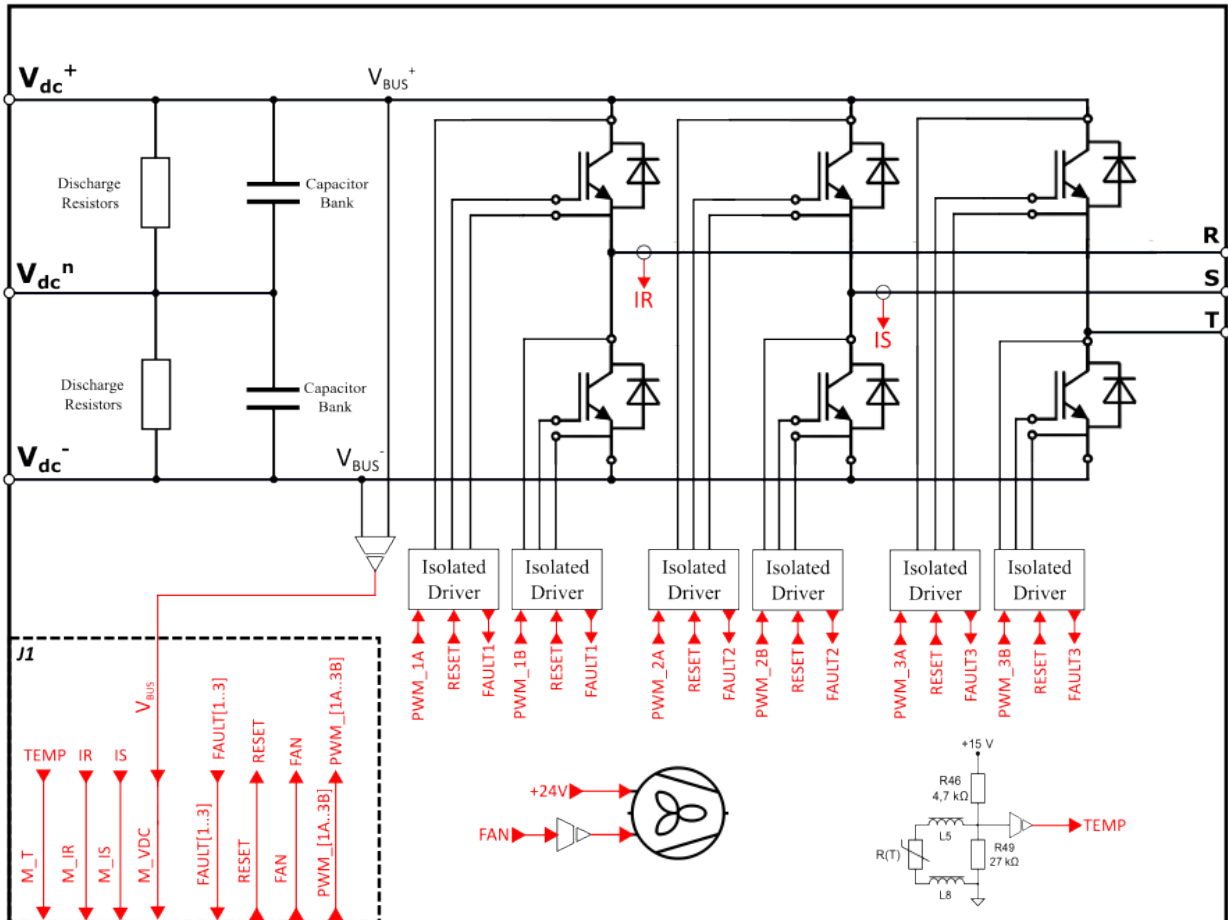 Vdc+
VBUS+
Discharge
Resistors
Capacitor
Bank
Vdcn
R
S
T
IR
IS
Discharge
Resistors
Capacitor
Bank
Vdc-
VBUS-
Isolated
Driver
Isolated
Driver
Isolated
Driver
Isolated
Driver
Isolated
Driver
Isolated
Driver
PWM_1A
RESET
FAULT1
PWM_1B
RESET
FAULT1
PWM_2A
RESET
FAULT2
PWM_2B
RESET
FAULT2
PWM_3A
RESET
FAULT3
PWM_3B
RESET
FAULT3
J1
VBUS
TEMP
IR
IS
FAULT[1..3]
RESET
FAN
PWM_[1A..3B]
M_T
M_IR
M_IS
M_VDC
FAULT[1..3]
RESET
FAN
PWM_[1A..3B]
+24V
FAN
+15 V
R46
4,7 kΩ
L5
R(T)
R49
27 kΩ
L8
TEMP